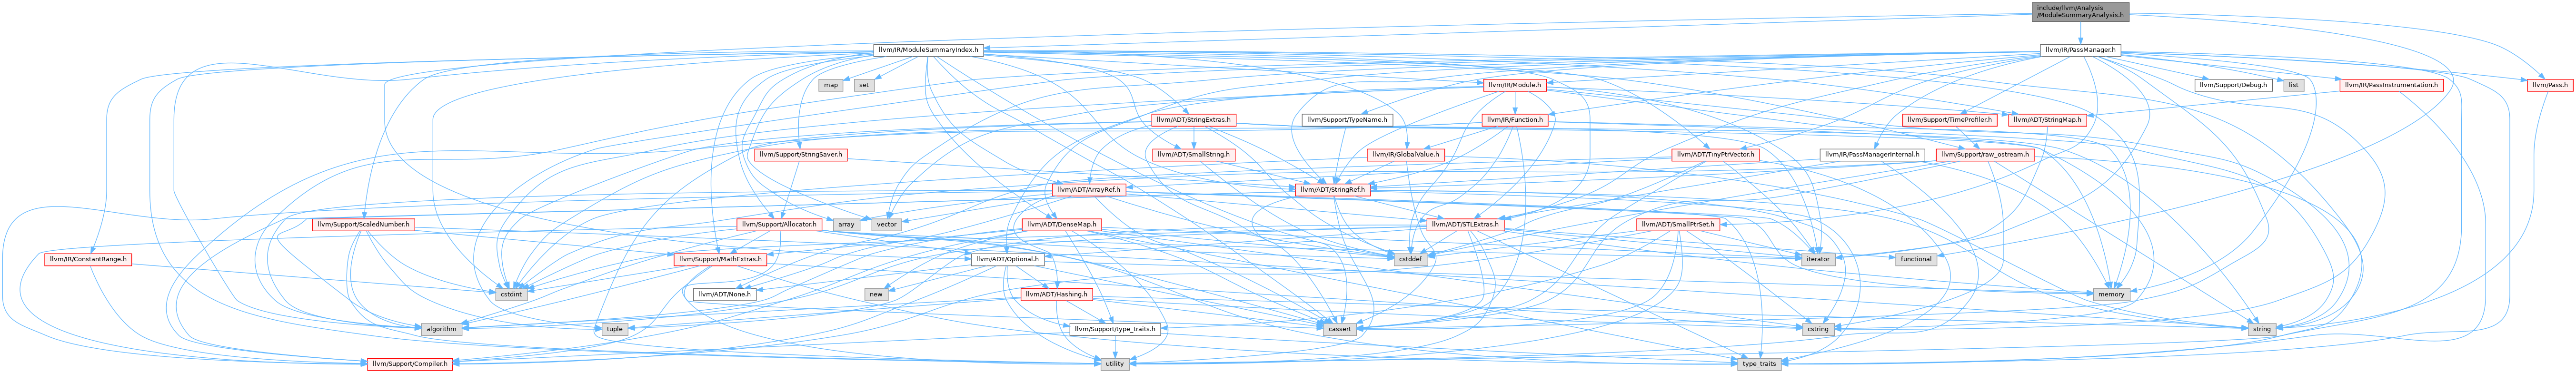 include/llvm/Analysis
/ModuleSummaryAnalysis.h
llvm/IR/ModuleSummaryIndex.h
llvm/IR/PassManager.h
map
set
llvm/IR/Module.h
llvm/Support/Debug.h
list
llvm/IR/PassInstrumentation.h
llvm/Pass.h
llvm/ADT/StringExtras.h
llvm/Support/TypeName.h
llvm/IR/Function.h
llvm/Support/TimeProfiler.h
llvm/ADT/StringMap.h
llvm/Support/StringSaver.h
llvm/ADT/SmallString.h
llvm/IR/GlobalValue.h
llvm/ADT/TinyPtrVector.h
llvm/IR/PassManagerInternal.h
llvm/Support/raw_ostream.h
llvm/ADT/ArrayRef.h
llvm/ADT/StringRef.h
llvm/Support/ScaledNumber.h
llvm/Support/Allocator.h
array
vector
llvm/ADT/DenseMap.h
llvm/ADT/STLExtras.h
llvm/ADT/SmallPtrSet.h
llvm/IR/ConstantRange.h
llvm/Support/MathExtras.h
llvm/ADT/Optional.h
cstddef
iterator
functional
cstdint
llvm/ADT/None.h
new
llvm/ADT/Hashing.h
memory
algorithm
tuple
llvm/Support/type_traits.h
cassert
cstring
string
llvm/Support/Compiler.h
utility
type_traits